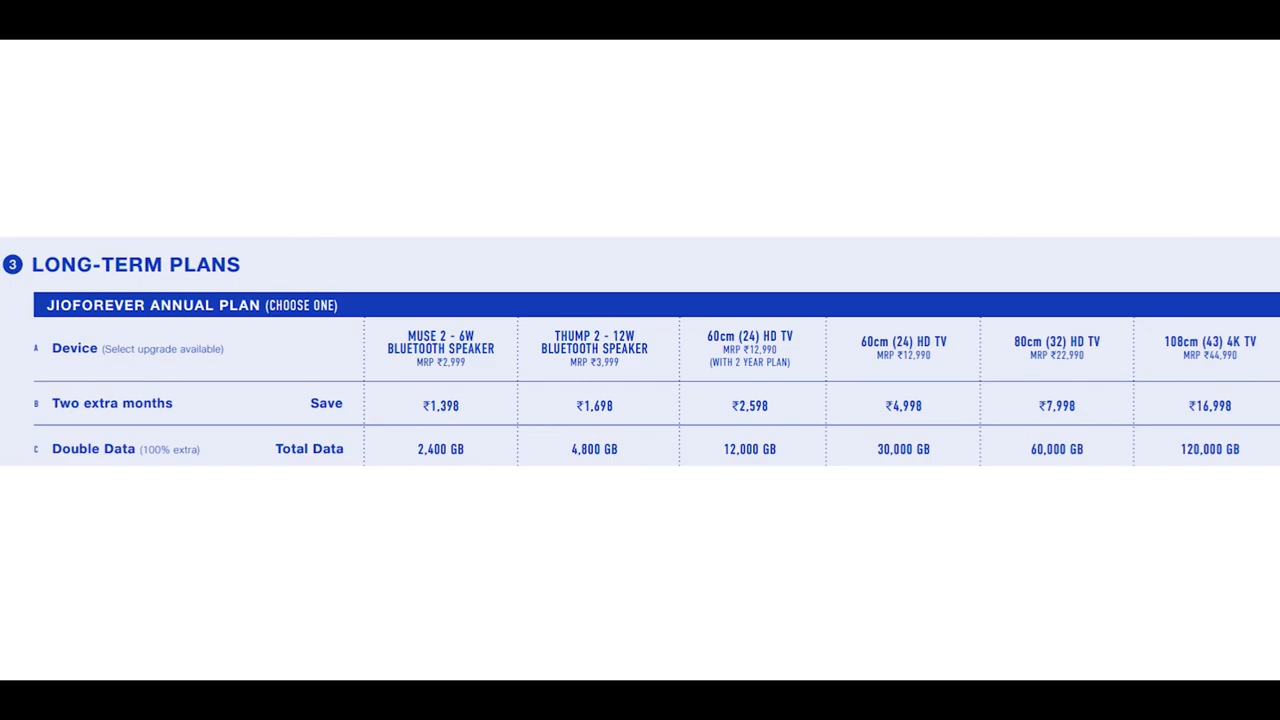 3 LONG-TERM PLANS
JIOFOREVER ANNUAL PLAN (CHOOSE ONE)
A Device (Select upgrade available) MUSE 2 - 6W BLUETOOTH SPEAKER MRP ₹2,999 THUMP 2 - 12W BLUETOOTH SPEAKER MRP ₹3,999 60cm (24) HD TV MRP ₹12,990 (WITH 2 YEAR PLAN) 60cm (24) HD TV MRP ₹12,990 80cm (32) HD TV MRP ₹22,990 108cm (43) 4K TV MRP ₹44,990
B Two extra months Save ₹1,398 ₹1,698 ₹2,598 ₹4,998 ₹7,998 ₹16,998
C Double Data (100% extra) Total Data 2,400 GB 4,800 GB 12,000 GB 30,000 GB 60,000 GB 120,000 GB